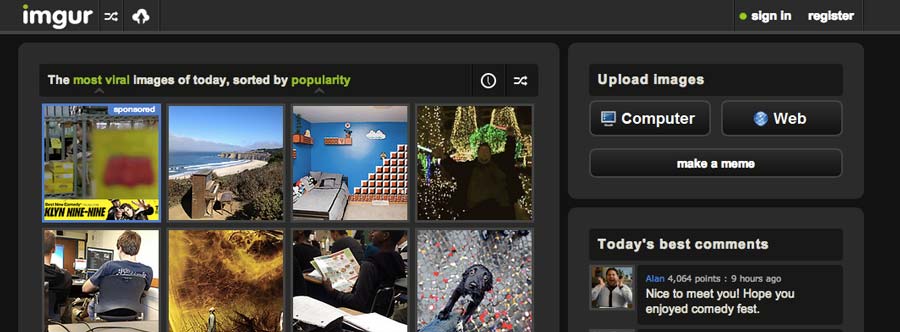 imgur
sign in register
The most viral images of today, sorted by popularity
sponsored
Best New Comedy
KLYN NINE-NINE
Upload images
Computer Web
make a meme
Today's best comments
Alan 4,064 points : 9 hours ago
Nice to meet you! Hope you
enjoyed comedy fest.